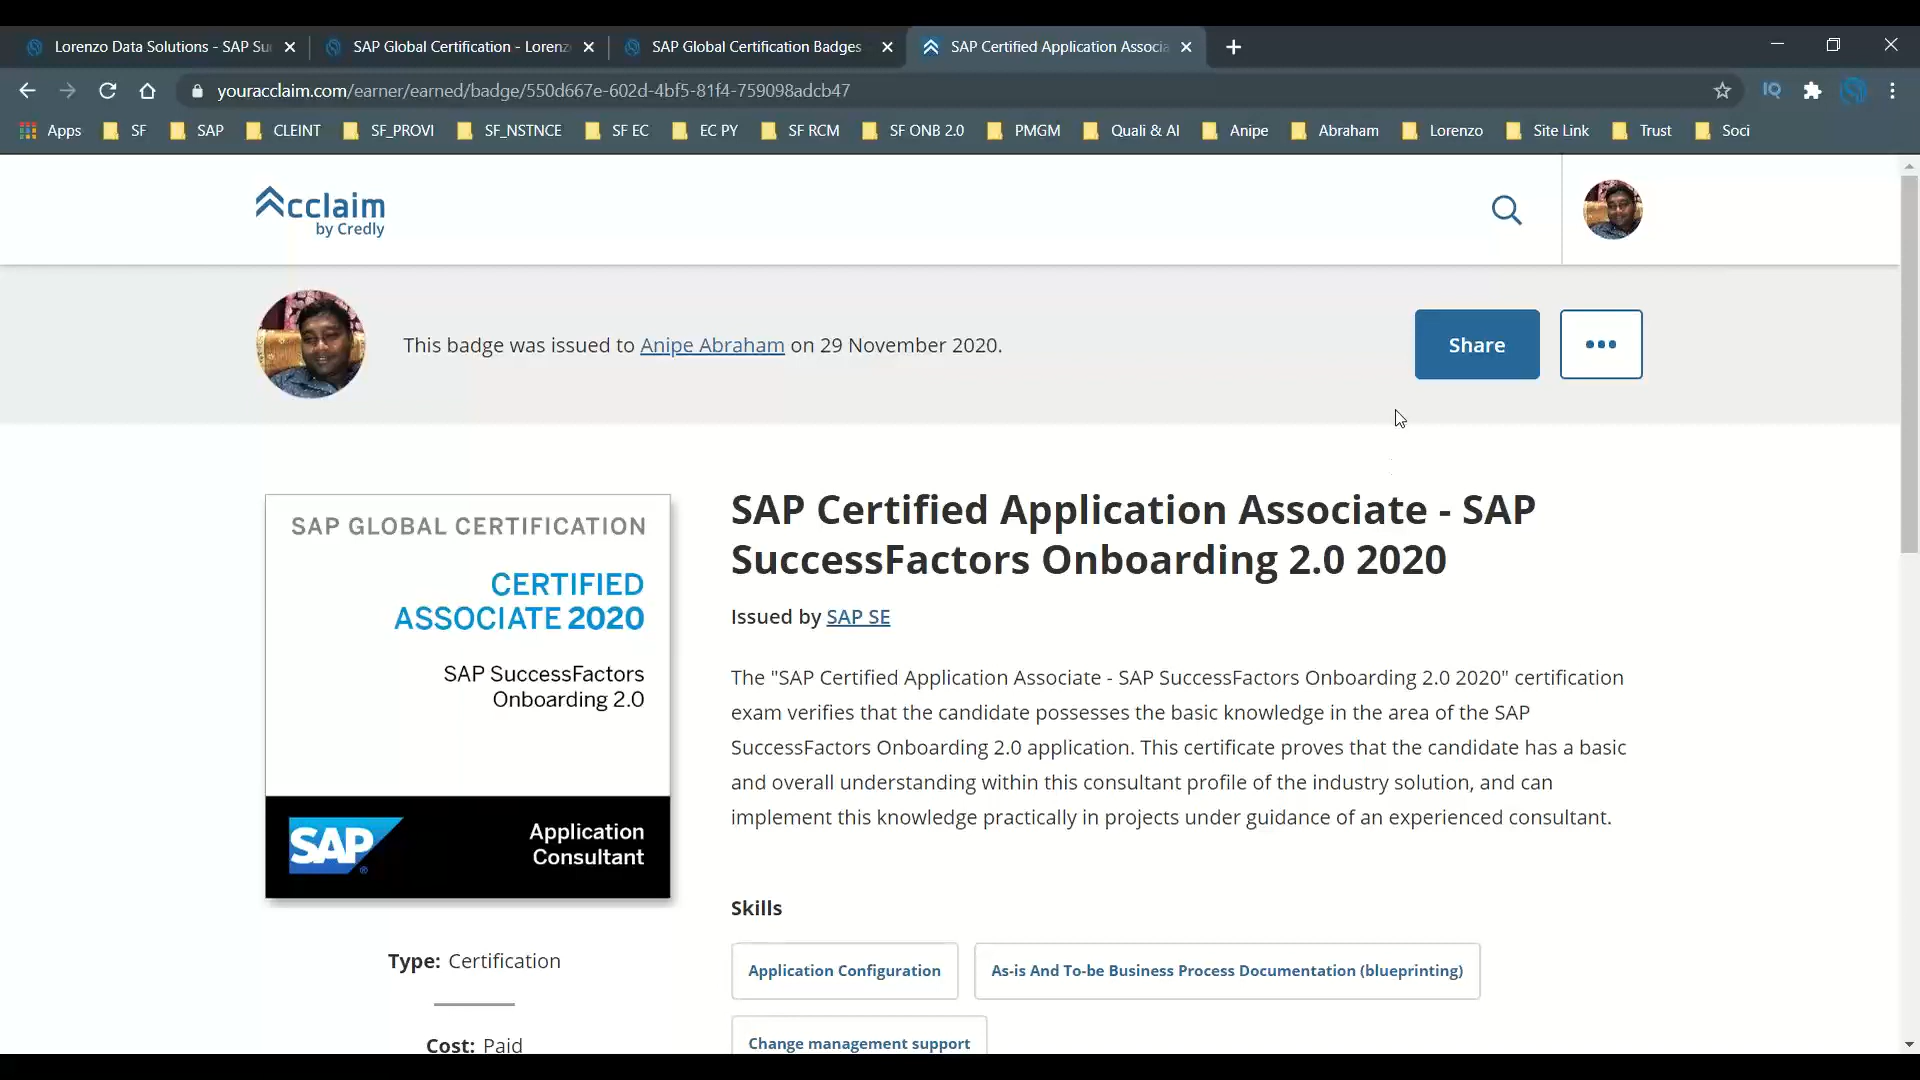 Lorenzo Data Solutions - SAP Su
SAP Global Certification - Lorenz
SAP Global Certification Badges
SAP Certified Application Associa
youracclaim.com/earner/earned/badge/550d667e-602d-4bf5-81f4-759098adcb47
IQ
Apps SF SAP CLEINT SF_PROVI SF_NSTNCE SF EC EC PY SF RCM SF ONB 2.0 PMGM Quali & AI Anipe Abraham Lorenzo Site Link Trust Soci
Acclaim
by Credly
This badge was issued to Anipe Abraham on 29 November 2020.
Share
SAP GLOBAL CERTIFICATION
CERTIFIED
ASSOCIATE 2020
SAP SuccessFactors
Onboarding 2.0
SAP
Application
Consultant
Type: Certification
Cost: Paid
SAP Certified Application Associate - SAP
SuccessFactors Onboarding 2.0 2020
Issued by SAP SE
The "SAP Certified Application Associate - SAP SuccessFactors Onboarding 2.0 2020" certification
exam verifies that the candidate possesses the basic knowledge in the area of the SAP
SuccessFactors Onboarding 2.0 application. This certificate proves that the candidate has a basic
and overall understanding within this consultant profile of the industry solution, and can
implement this knowledge practically in projects under guidance of an experienced consultant.
Skills
Application Configuration
As-is And To-be Business Process Documentation (blueprinting)
Change management support